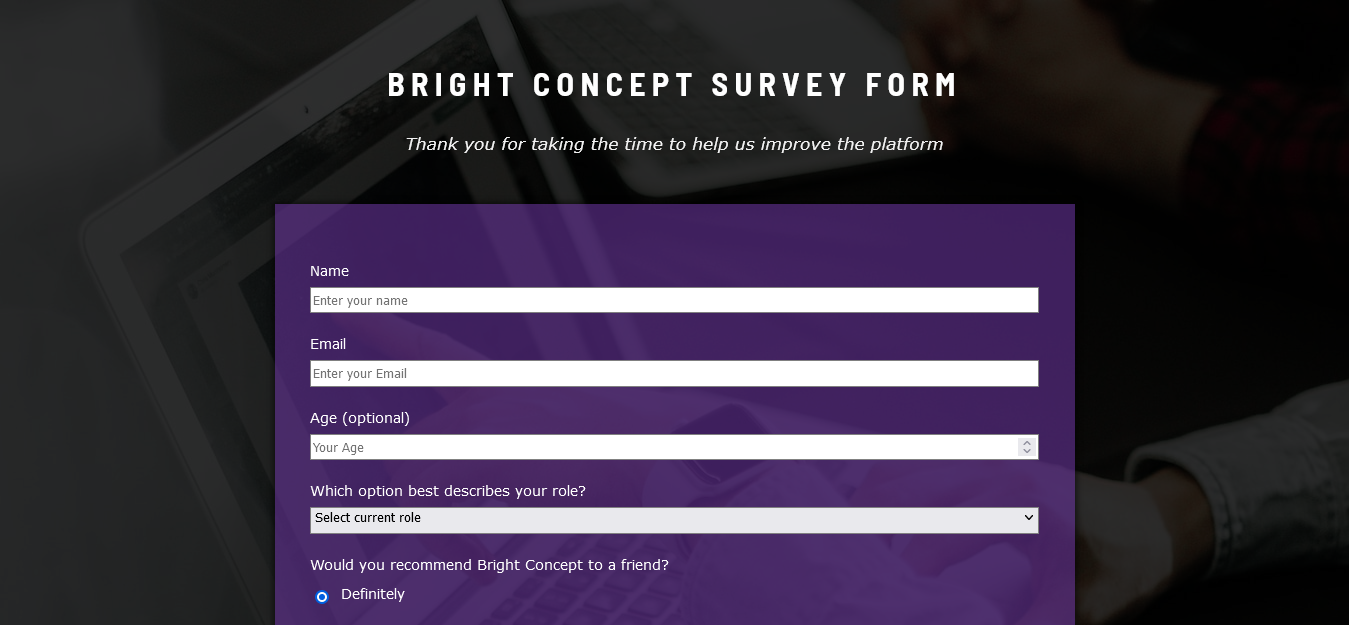 BRIGHT CONCEPT SURVEY FORM
Thank you for taking the time to help us improve the platform
Name
Enter your name
Email
Enter your Email
Age (optional)
Your Age
Which option best describes your role?
Select current role
Would you recommend Bright Concept to a friend?
Definitely